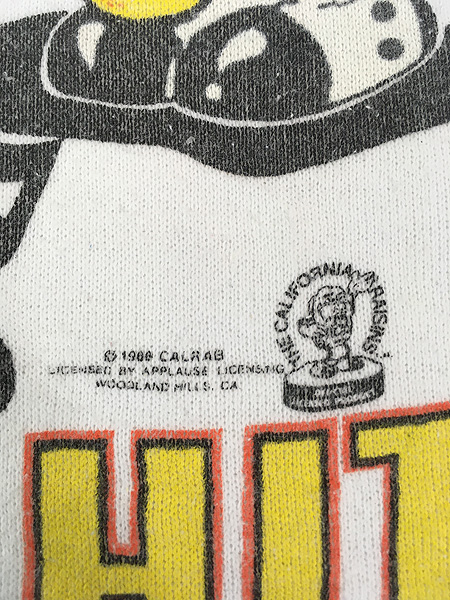 THE CALIFORNIA RAISINS
© 1988 CALRAB
LICENSED BY APPLAUSE LICENSING
WOODLAND HILLS, CA
HIT